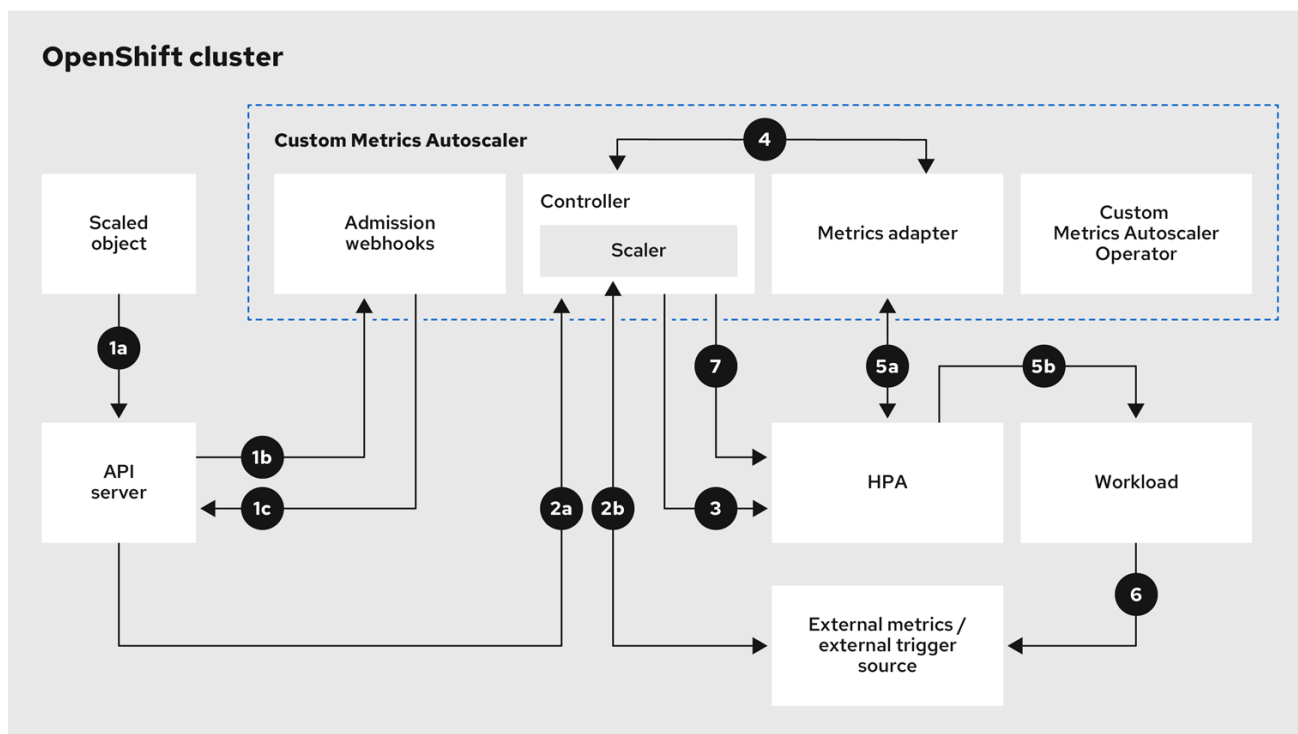 OpenShift cluster
Custom Metrics Autoscaler
4
Scaled
object
Admission
webhooks
Controller
Scaler
Metrics adapter
Custom
Metrics Autoscaler
Operator
1a
7
5a
5b
API
server
1b
1c
2a
2b
3
HPA
Workload
6
External metrics /
external trigger
source